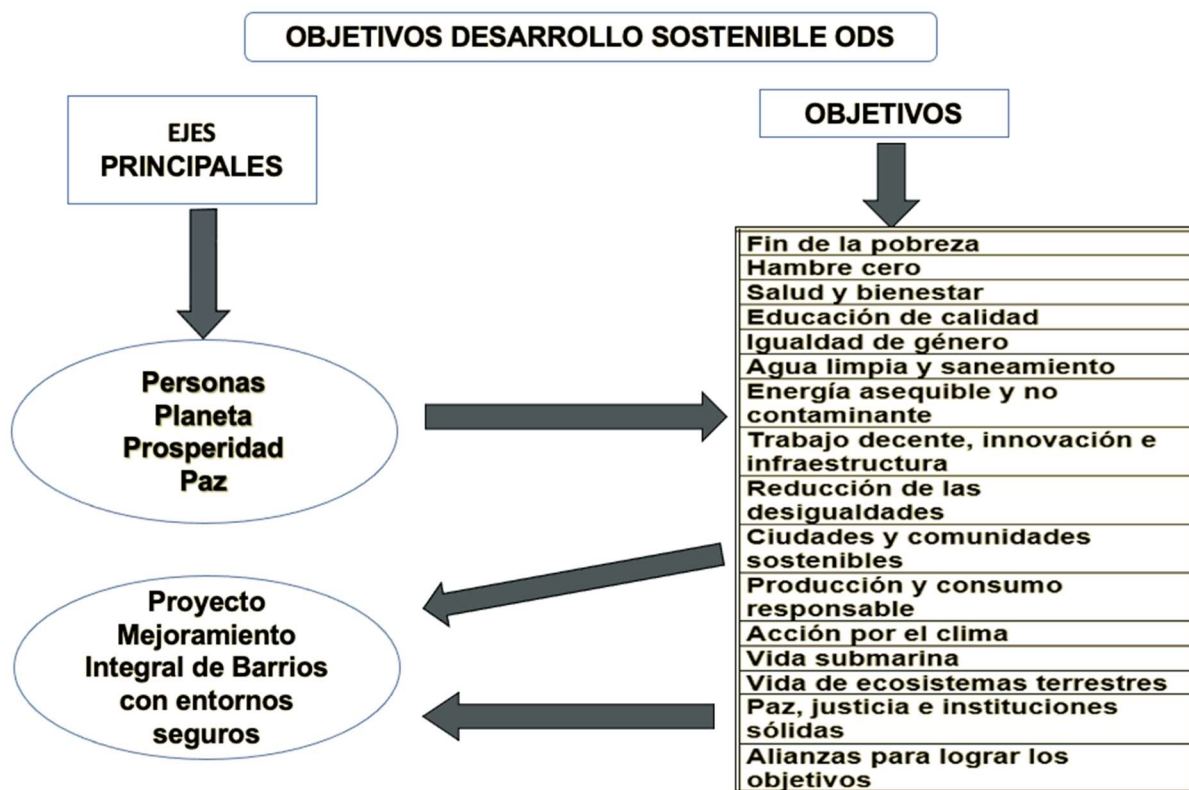 OBJETIVOS DESARROLLO SOSTENIBLE ODS
EJES
PRINCIPALES
Personas
Planeta
Prosperidad
Paz
Proyecto
Mejoramiento
Integral de Barrios
con entornos
seguros
OBJETIVOS
Fin de la pobreza
Hambre cero
Salud y bienestar
Educación de calidad
Igualdad de género
Agua limpia y saneamiento
Energía asequible y no
contaminante
Trabajo decente, innovación e
infraestructura
Reducción de las
desigualdades
Ciudades y comunidades
sostenibles
Producción y consumo
responsable
Acción por el clima
Vida submarina
Vida de ecosistemas terrestres
Paz, justicia e instituciones
sólidas
Alianzas para lograr los
objetivos